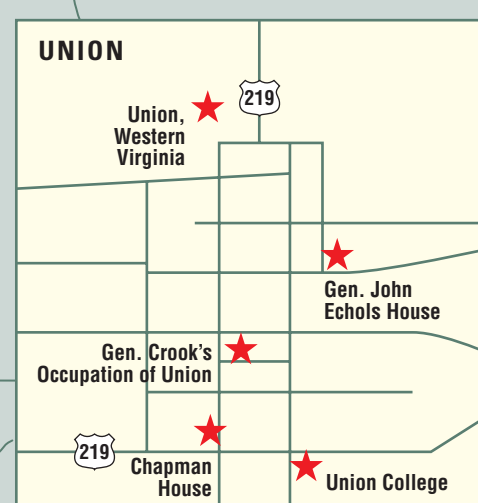 UNION
219
Union,
Western
Virginia
Gen. John
Echols House
Gen. Crook's
Occupation of Union
219
Chapman
House
Union College